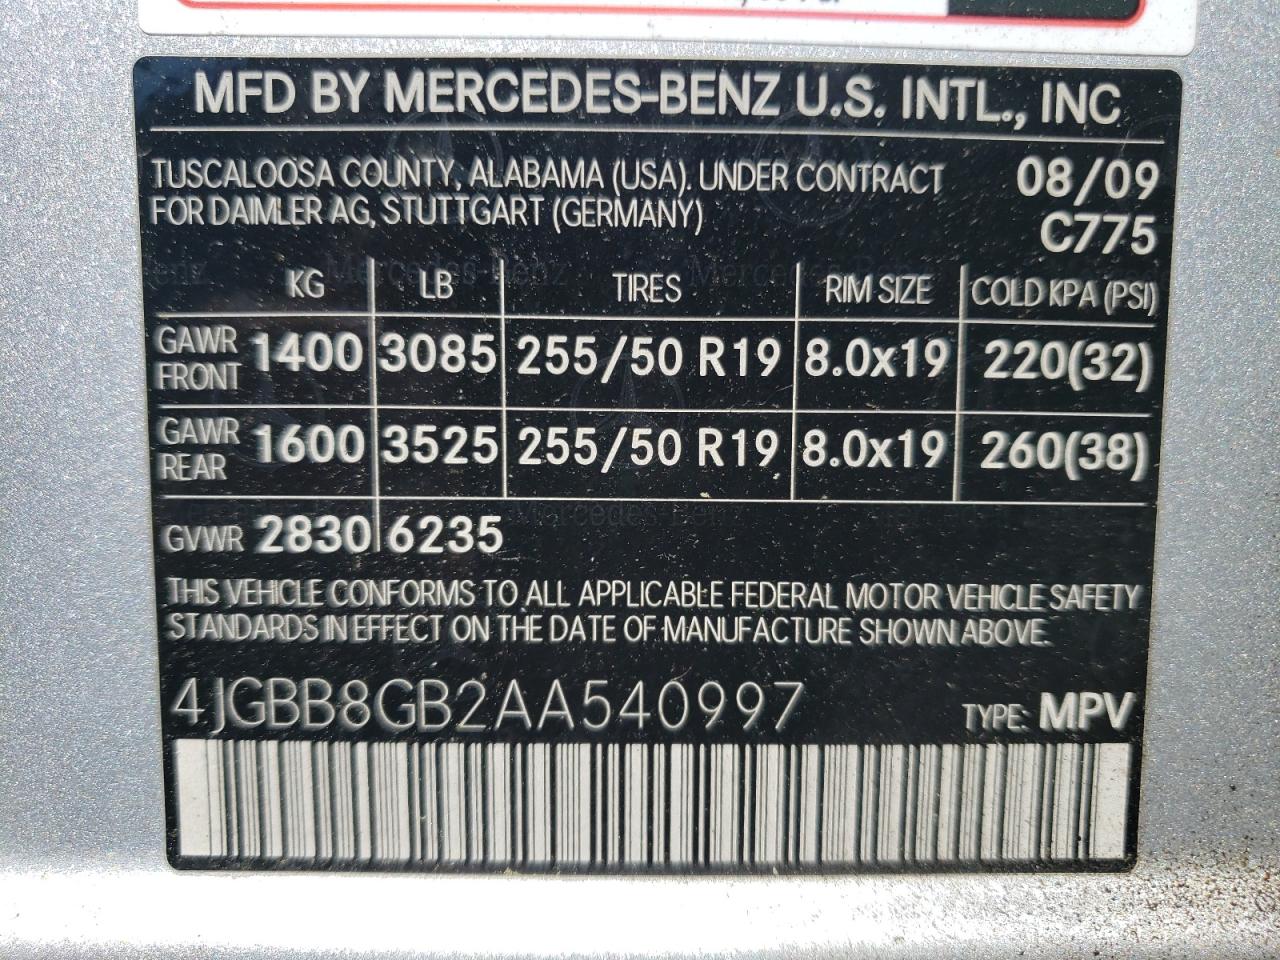 MFD BY MERCEDES-BENZ U.S. INTL., INC
TUSCALOOSA COUNTY, ALABAMA (USA). UNDER CONTRACT 08/09
FOR DAIMLER AG, STUTTGART (GERMANY) C775
KG LB TIRES RIM SIZE COLD KPA (PSI)
GAWR FRONT 1400 3085 255/50 R19 8.0x19 220(32)
GAWR REAR 1600 3525 255/50 R19 8.0x19 260(38)
GVWR 2830 6235
THIS VEHICLE CONFORMS TO ALL APPLICABLE FEDERAL MOTOR VEHICLE SAFETY
STANDARDS IN EFFECT ON THE DATE OF MANUFACTURE SHOWN ABOVE.
4JGBB8GB2AA540997 TYPE: MPV